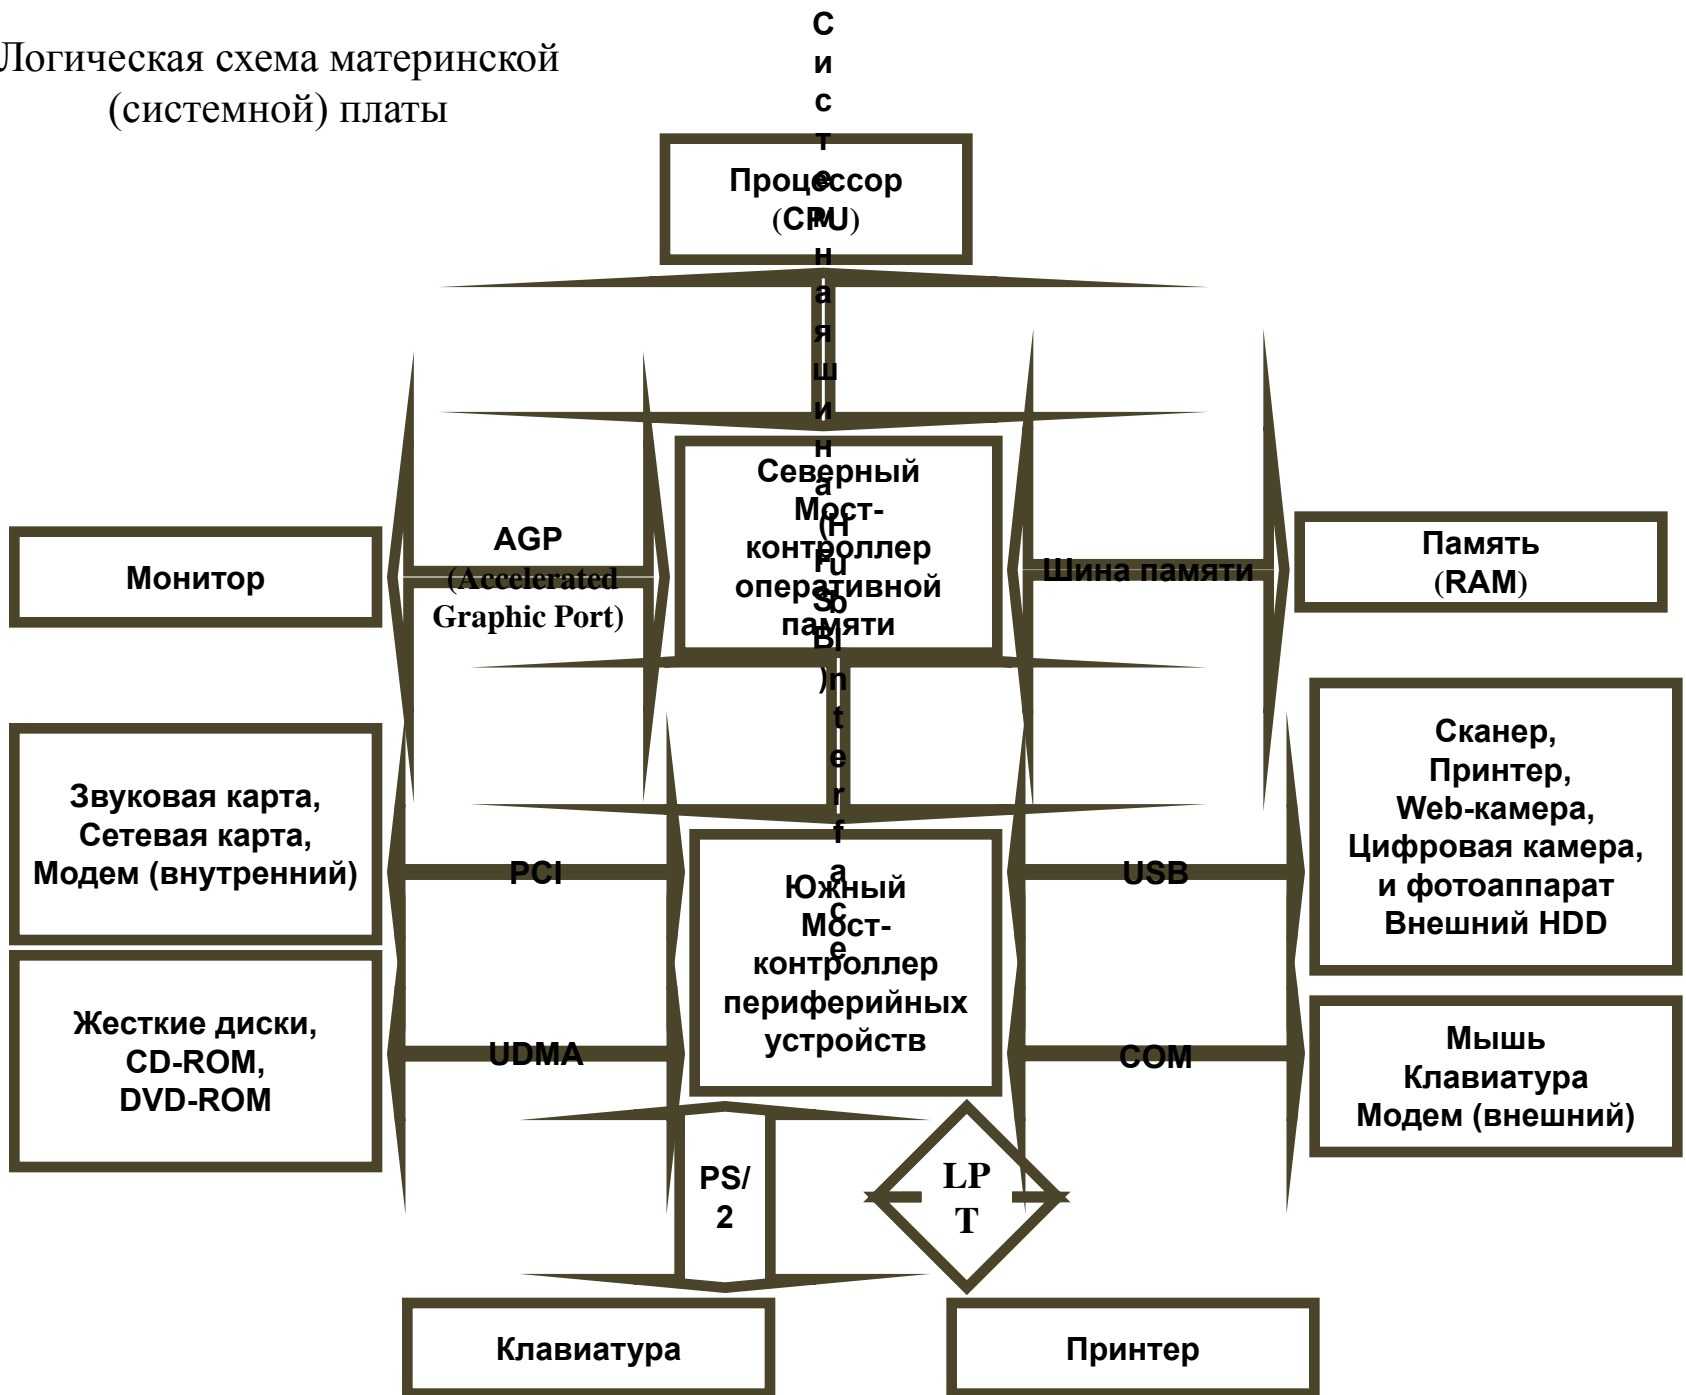 Логическая схема материнской
(системной) платы
Системная шина (FSB)
Процессор
(CPU)
Северный
Мост-
контроллер
оперативной
памяти
AGP
(Accelerated
Graphic Port)
Монитор
Шина памяти
Память
(RAM)
Hub Interface
Звуковая карта,
Сетевая карта,
Модем (внутренний)
PCI
Южный
Мост-
контроллер
периферийных
устройств
USB
Сканер,
Принтер,
Web-камера,
Цифровая камера,
и фотоаппарат
Внешний HDD
Жесткие диски,
CD-ROM,
DVD-ROM
UDMA
COM
Мышь
Клавиатура
Модем (внешний)
PS/
2
LP
T
Клавиатура
Принтер